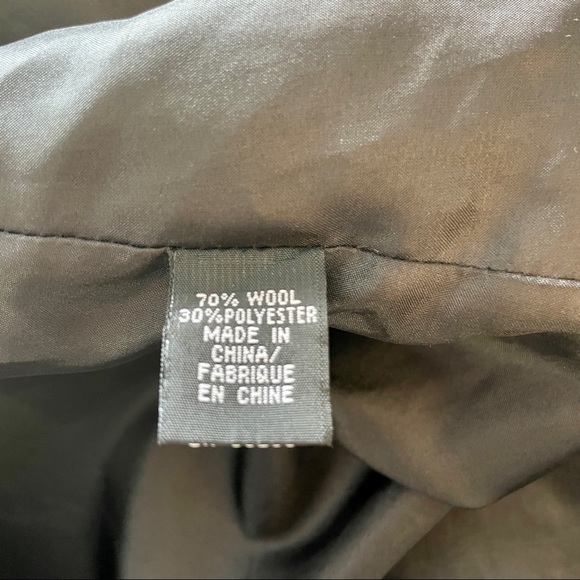 70% WOOL
30%POLYESTER
MADE IN
CHINA/
FABRIQUE
EN CHINE